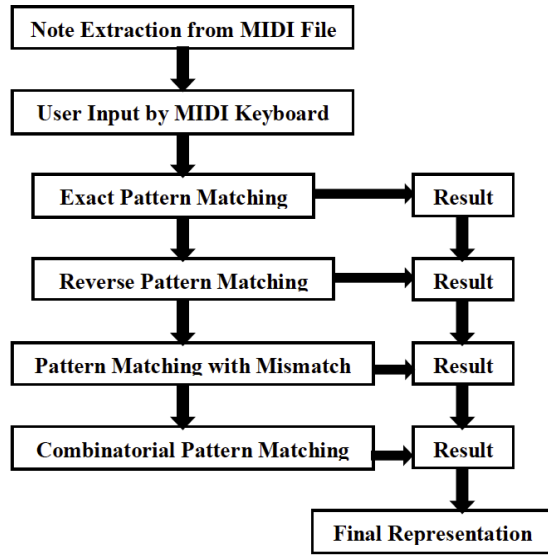 Note Extraction from MIDI File
User Input by MIDI Keyboard
Exact Pattern Matching
Result
Reverse Pattern Matching
Result
Pattern Matching with Mismatch
Result
Combinatorial Pattern Matching
Result
Final Representation